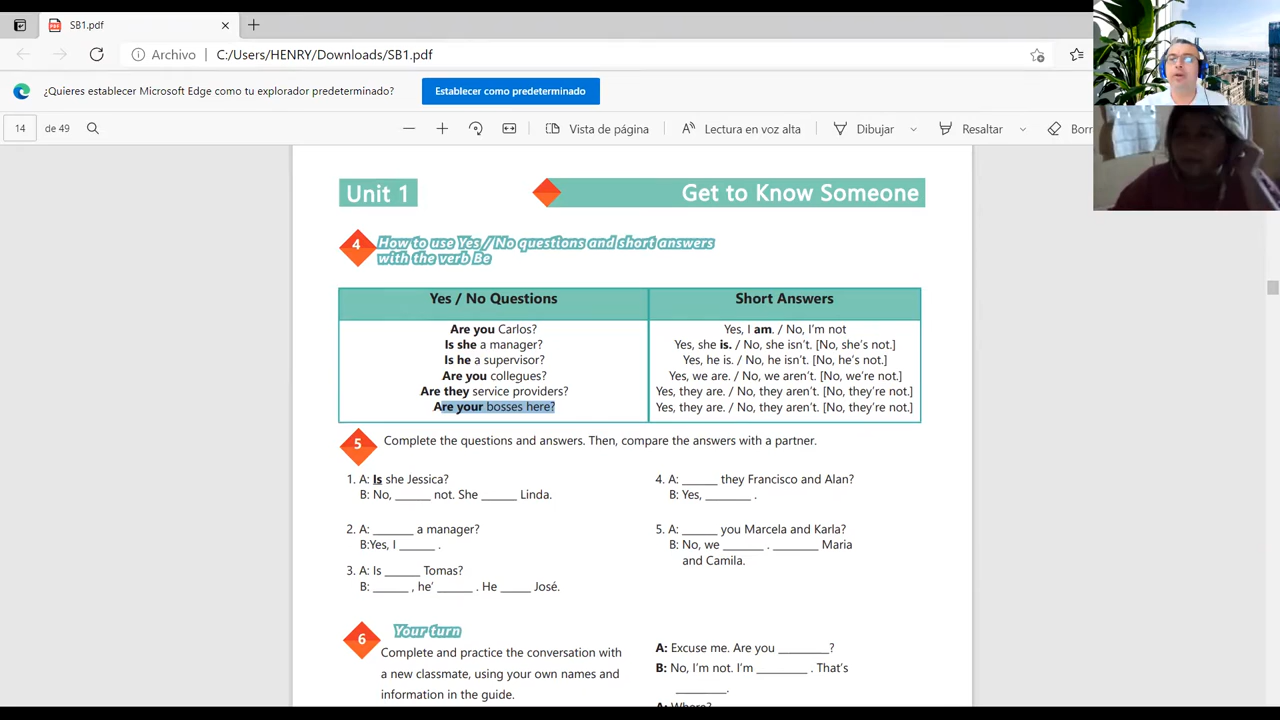 SB1.pdf
Archivo
C:/Users/HENRY/Downloads/SB1.pdf
¿Quieres establecer Microsoft Edge como tu explorador predeterminado?
Establecer como predeterminado
14 de 49
Vista de página
Lectura en voz alta
Dibujar
Resaltar
Borr
Unit 1
Get to Know Someone
4 How to use Yes / No questions and short answers
with the verb Be
Yes / No Questions
Short Answers
Are you Carlos?
Yes, I am. / No, I'm not
Is she a manager?
Yes, she is. / No, she isn't. [No, she's not.]
Is he a supervisor?
Yes, he is. / No, he isn't. [No, he's not.]
Are you collegues?
Yes, we are. / No, we aren't. [No, we're not.]
Are they service providers?
Yes, they are. / No, they aren't. [No, they're not.]
Are your bosses here?
Yes, they are. / No, they aren't. [No, they're not.]
5 Complete the questions and answers. Then, compare the answers with a partner.
1. A: Is she Jessica?
B: No, ______ not. She ______ Linda.
2. A: _______ a manager?
B:Yes, I ______ .
3. A: Is ______ Tomas?
B: ______ , he' ______ . He _____ José.
4. A: ______ they Francisco and Alan?
B: Yes, ________ .
5. A: ______ you Marcela and Karla?
B: No, we _______ . ________ Maria
and Camila.
6 Your turn
Complete and practice the conversation with
a new classmate, using your own names and
information in the guide.
A: Excuse me. Are you _________?
B: No, I'm not. I'm _________ . That's
_________.
A: Where?